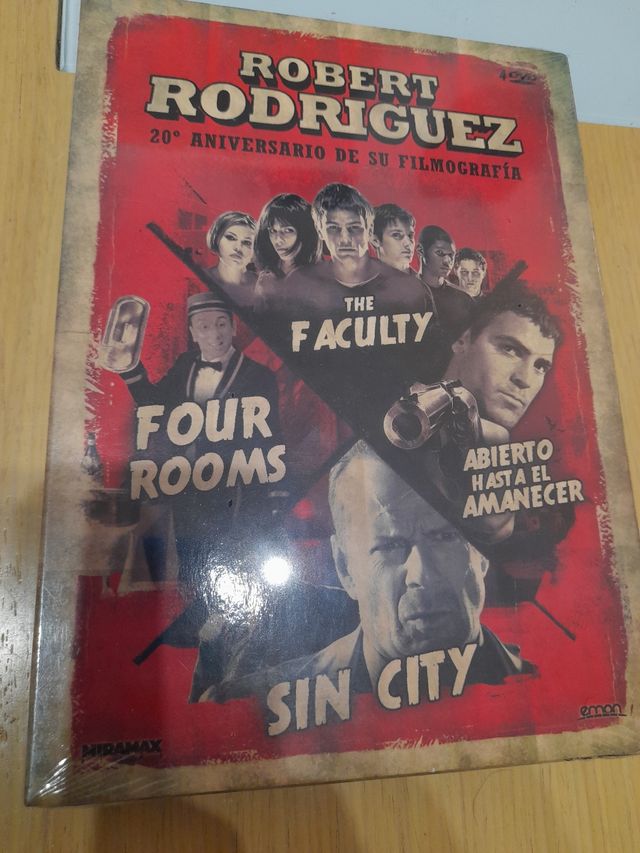 ROBERT
RODRIGUEZ
4 DVD
20º ANIVERSARIO DE SU FILMOGRAFÍA
THE
FACULTY
FOUR
ROOMS
ABIERTO
HASTA EL
AMANECER
SIN CITY
MIRAMAX
emon